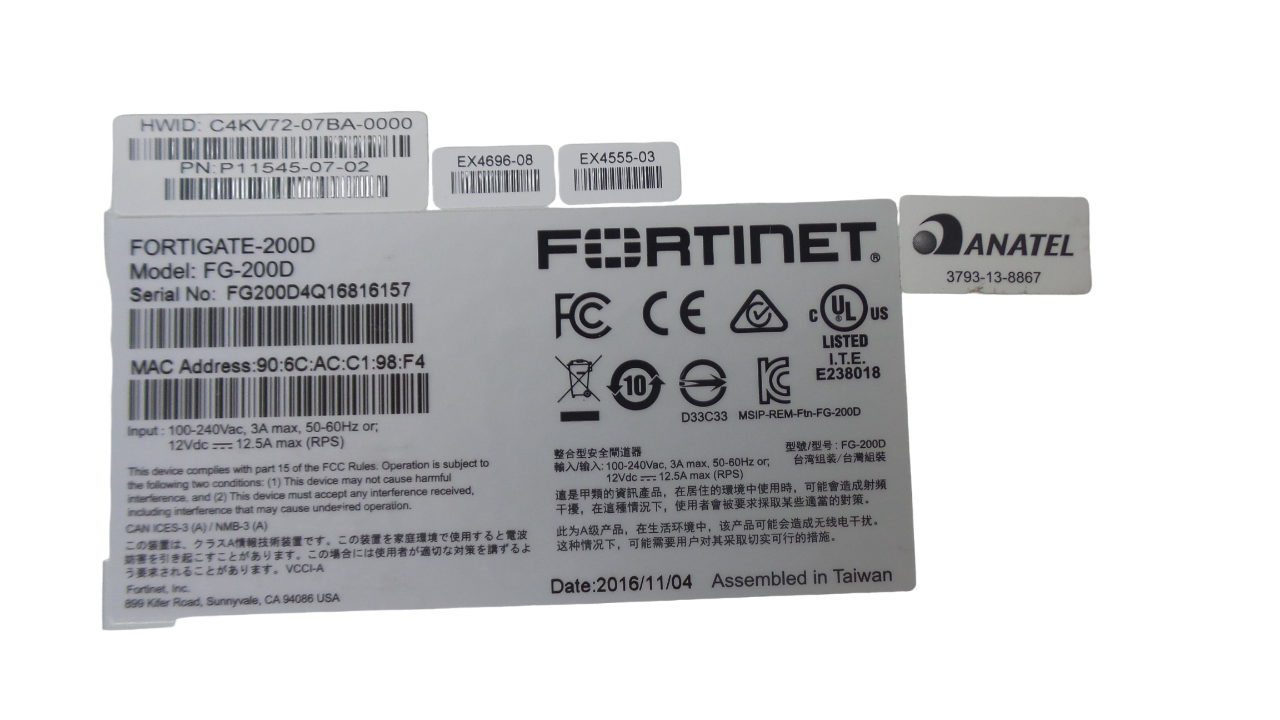 HWID: C4KV72-07BA-0000
PN:P11545-07-02
EX4696-08
EX4555-03
ANATEL
3793-13-8867
FORTIGATE-200D
Model: FG-200D
Serial No: FG200D4Q16816157
MAC Address:90:6C:AC:C1:98:F4
Input : 100-240Vac, 3A max, 50-60Hz or;
12Vdc ⎓ 12.5A max (RPS)
This device complies with part 15 of the FCC Rules. Operation is subject to
the following two conditions: (1) This device may not cause harmful
interference, and (2) This device must accept any interference received,
including interference that may cause undesired operation.
CAN ICES-3 (A) / NMB-3 (A)
この装置は、クラスA情報技術装置です。この装置を家庭環境で使用すると電波
妨害を引き起こすことがあります。この場合には使用者が適切な対策を講ずるよ
う要求されることがあります。VCCI-A
Fortinet, Inc.
899 Kifer Road, Sunnyvale, CA 94086 USA
FORTINET®
FC CE
C UL US
LISTED
I.T.E.
E238018
10
D33C33
MSIP-REM-Ftn-FG-200D
整合型安全閘道器
型號/型号 : FG-200D
輸入/输入: 100-240Vac, 3A max, 50-60Hz or;
台湾组装/台灣組裝
12Vdc ⎓ 12.5A max (RPS)
這是甲類的資訊產品，在居住的環境中使用時，可能會造成射頻
干擾，在這種情況下，使用者會被要求採取某些適當的對策。
此为A级产品，在生活环境中，该产品可能会造成无线电干扰。
这种情况下，可能需要用户对其采取切实可行的措施。
Date:2016/11/04
Assembled in Taiwan